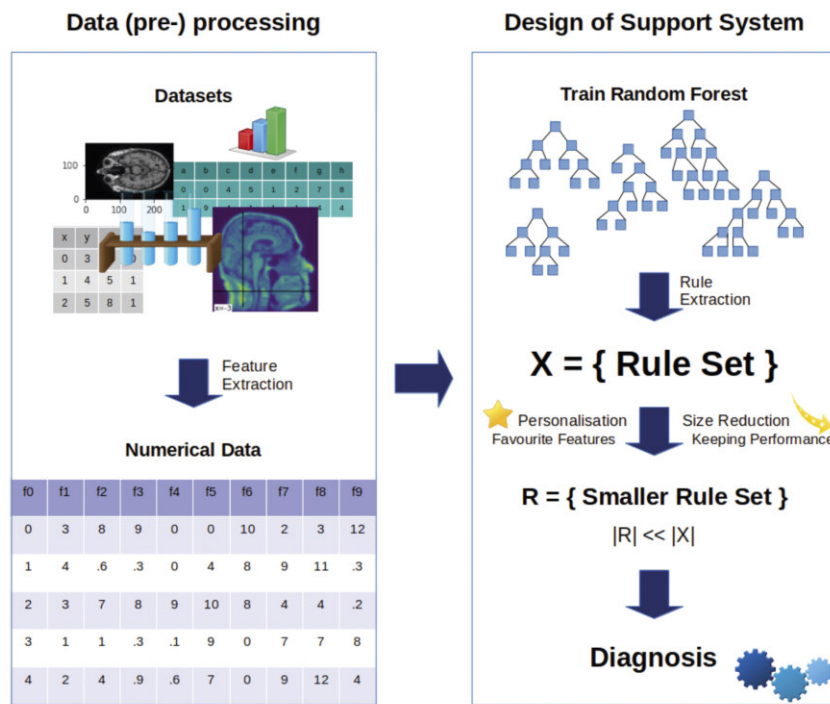 Data (pre-) processing
Datasets
100
0
0 100 200
a b c d e f g h
0 0 4 5 1 2 7 8
1 9 4 4
x y
0 3 0
1 4 5 1
2 5 8 1
x=-3
Feature
Extraction
Numerical Data
f0 f1 f2 f3 f4 f5 f6 f7 f8 f9
0 3 8 9 0 0 10 2 3 12
1 4 .6 .3 0 4 8 9 11 .3
2 3 7 8 9 10 8 4 4 .2
3 1 1 .3 .1 9 0 7 7 8
4 2 4 .9 .6 7 0 9 12 4
Design of Support System
Train Random Forest
Rule
Extraction
X = { Rule Set }
Personalisation
Favourite Features
Size Reduction
Keeping Performance
R = { Smaller Rule Set }
|R| << |X|
Diagnosis